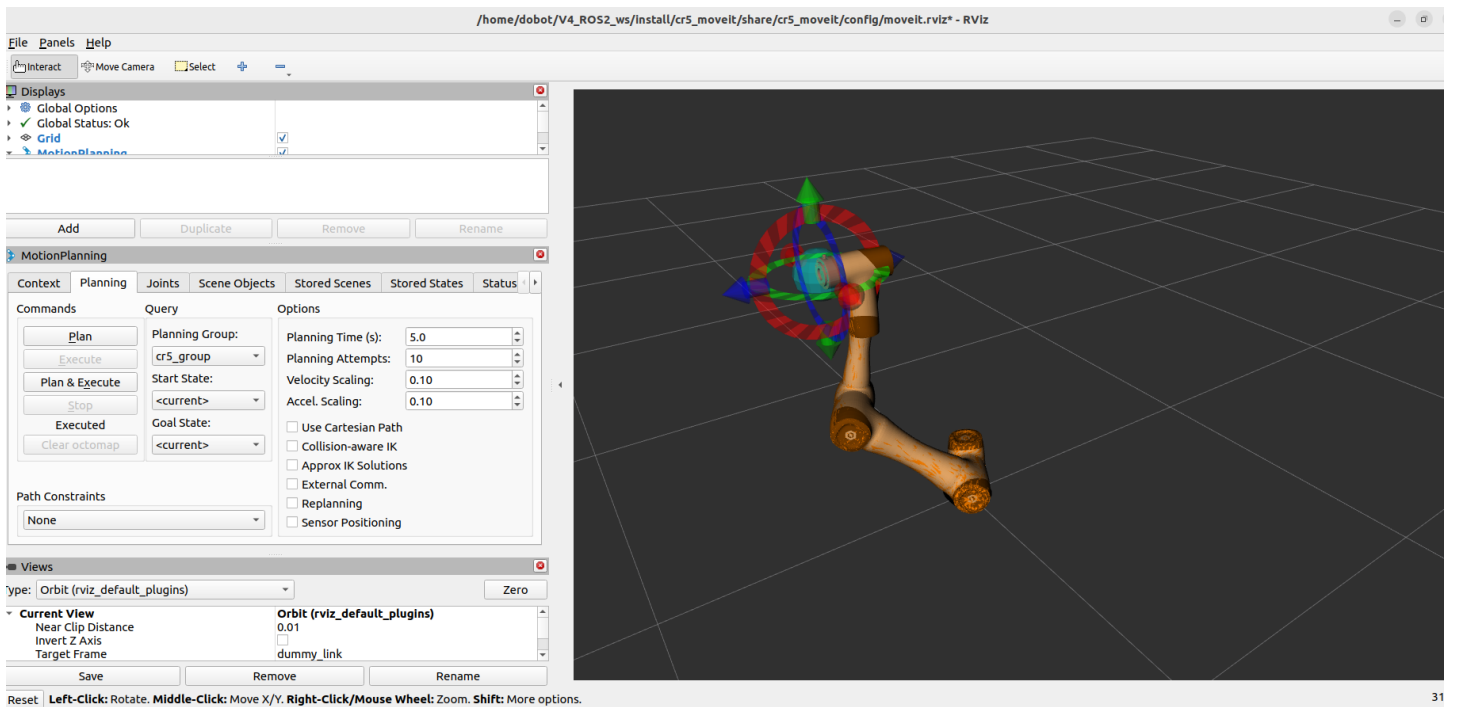 /home/dobot/V4_ROS2_ws/install/cr5_moveit/share/cr5_moveit/config/moveit.rviz* - RViz
File Panels Help
Interact Move Camera Select
Displays
Global Options
Global Status: Ok
Grid
MotionPlanning
Add Duplicate Remove Rename
MotionPlanning
Context Planning Joints Scene Objects Stored Scenes Stored States Status
Commands Query Options
Plan Planning Group: Planning Time (s): 5.0
Execute cr5_group Planning Attempts: 10
Plan & Execute Start State: Velocity Scaling: 0.10
Stop <current> Accel. Scaling: 0.10
Executed Goal State: Use Cartesian Path
Clear octomap <current> Collision-aware IK
Approx IK Solutions
External Comm.
Path Constraints Replanning
None Sensor Positioning
Views
Type: Orbit (rviz_default_plugins) Zero
Current View Orbit (rviz_default_plugins)
Near Clip Distance 0.01
Invert Z Axis
Target Frame dummy_link
Save Remove Rename
Reset Left-Click: Rotate. Middle-Click: Move X/Y. Right-Click/Mouse Wheel: Zoom. Shift: More options. 31